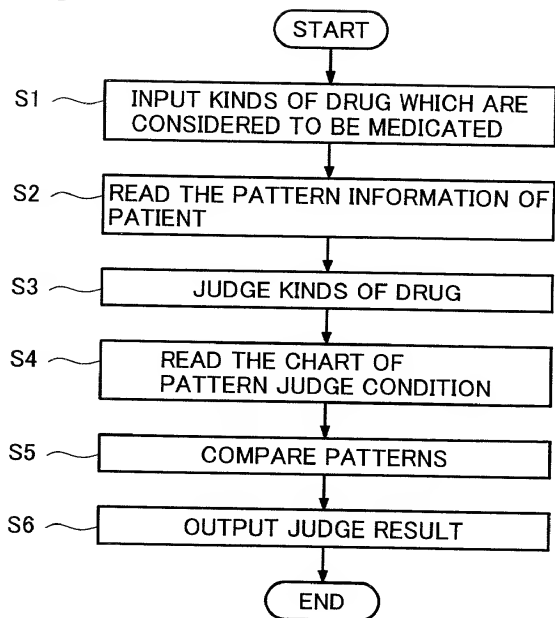 START
S1
INPUT KINDS OF DRUG WHICH ARE
CONSIDERED TO BE MEDICATED
S2
READ THE PATTERN INFORMATION OF
PATIENT
S3
JUDGE KINDS OF DRUG
S4
READ THE CHART OF
PATTERN JUDGE CONDITION
S5
COMPARE PATTERNS
S6
OUTPUT JUDGE RESULT
END